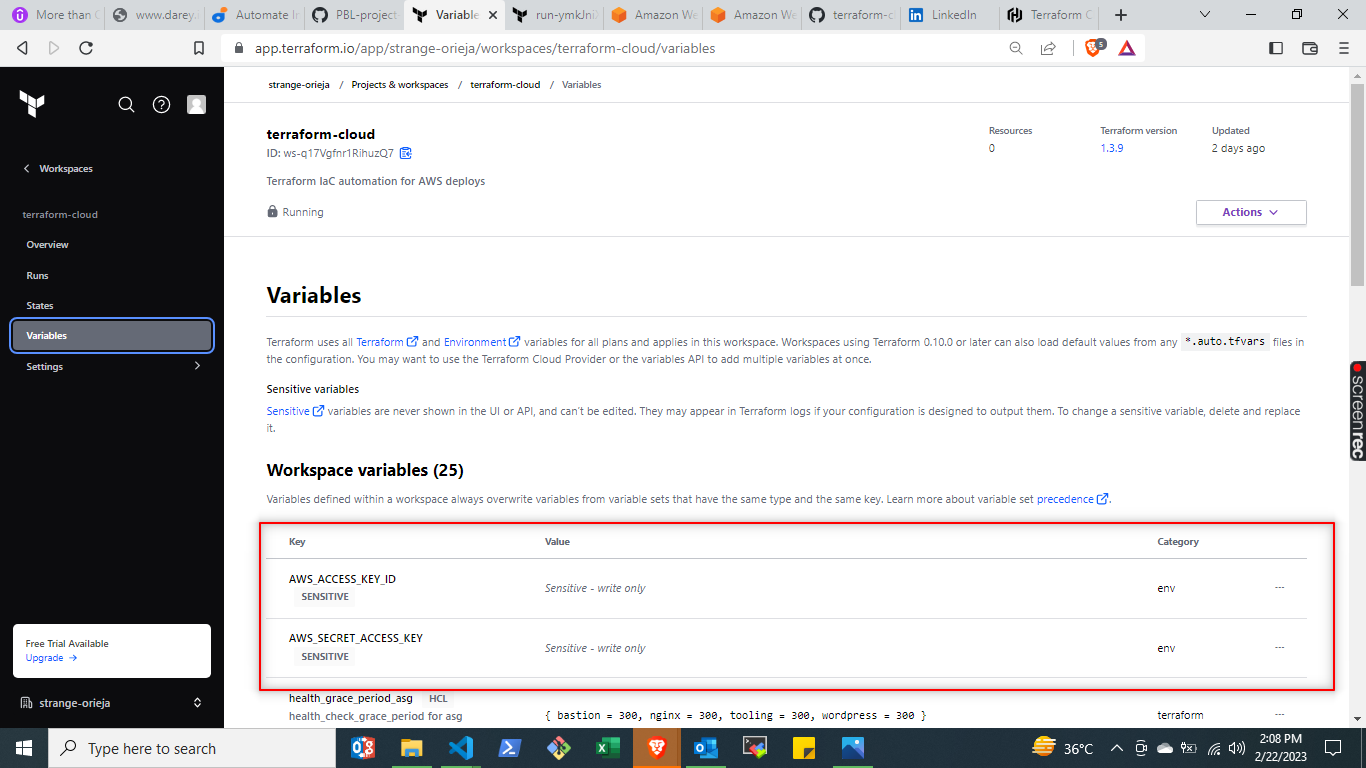 More than C
www.darey.
Automate In
PBL-project-
Variable
run-ymkJni
Amazon We
Amazon We
terraform-c
LinkedIn
Terraform C
app.terraform.io/app/strange-orieja/workspaces/terraform-cloud/variables
5
strange-orieja / Projects & workspaces / terraform-cloud / Variables
terraform-cloud
ID: ws-q17Vgfnr1RihuzQ7
Terraform IaC automation for AWS deploys
Running
Resources
0
Terraform version
1.3.9
Updated
2 days ago
Actions
Workspaces
terraform-cloud
Overview
Runs
States
Variables
Settings
Free Trial Available
Upgrade →
strange-orieja
Variables
Terraform uses all Terraform and Environment variables for all plans and applies in this workspace. Workspaces using Terraform 0.10.0 or later can also load default values from any *.auto.tfvars files in
the configuration. You may want to use the Terraform Cloud Provider or the variables API to add multiple variables at once.
Sensitive variables
Sensitive variables are never shown in the UI or API, and can't be edited. They may appear in Terraform logs if your configuration is designed to output them. To change a sensitive variable, delete and replace
it.
Workspace variables (25)
Variables defined within a workspace always overwrite variables from variable sets that have the same type and the same key. Learn more about variable set precedence.
Key Value Category
AWS_ACCESS_KEY_ID
SENSITIVE
Sensitive - write only
env
AWS_SECRET_ACCESS_KEY
SENSITIVE
Sensitive - write only
env
health_grace_period_asg HCL
health_check_grace_period for asg
{ bastion = 300, nginx = 300, tooling = 300, wordpress = 300 }
terraform
screenrec
Type here to search
36°C
2:08 PM
2/22/2023